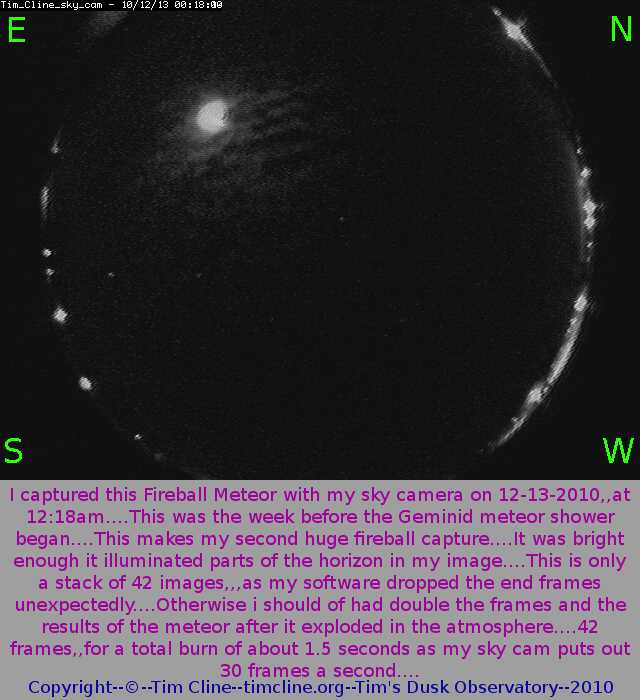 Tim_Cline_sky_cam - 10/12/13 00:18:
E N
S W
I captured this Fireball Meteor with my sky camera on 12-13-2010,,at
12:18am....This was the week before the Geminid meteor shower
began....This makes my second huge fireball capture....It was bright
enough it illuminated parts of the horizon in my image....This is only
a stack of 42 images,,,as my software dropped the end frames
unexpectedly....Otherwise i should of had double the frames and the
results of the meteor after it exploded in the atmosphere....42
frames,,for a total burn of about 1.5 seconds as my sky cam puts out
30 frames a second....
Copyright--©--Tim Cline--timcline.org--Tim's Dusk Observatory--2010